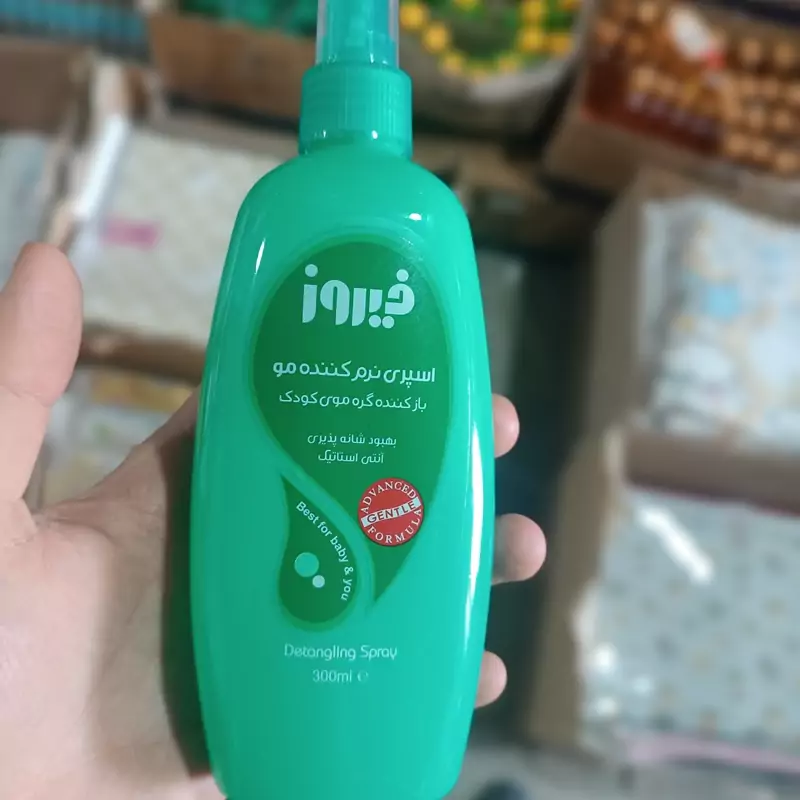 فیروز
اسپری نرم کننده مو
باز کننده گره موی کودک
بهبود شانه پذیری
آنتی استاتیک
ADVANCED
GENTLE
FORMULA
Best for baby & you
Detangling Spray
300ml ℮